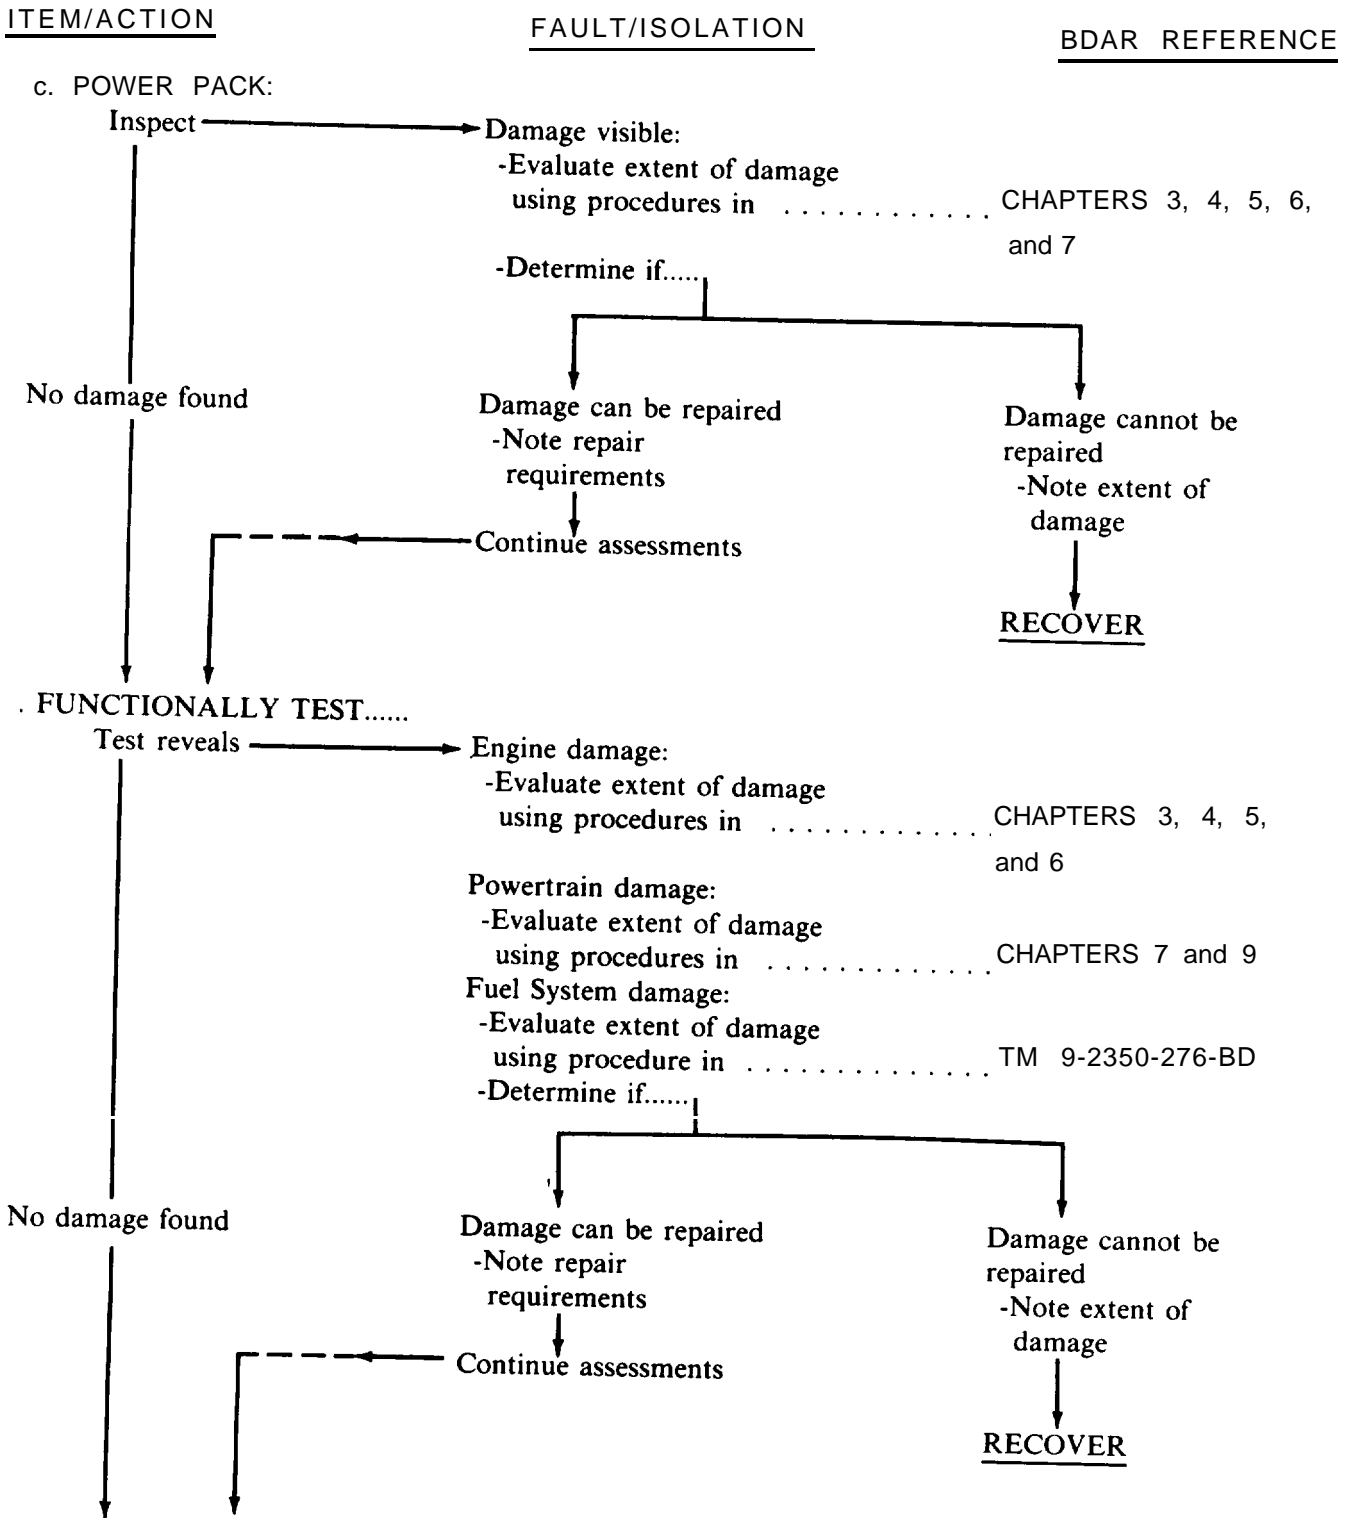 ITEM/ACTION
FAULT/ISOLATION
BDAR REFERENCE
c. POWER PACK:
Inspect
Damage visible:
-Evaluate extent of damage
using procedures in ............. CHAPTERS 3, 4, 5, 6,
and 7
-Determine if.....
No damage found
Damage can be repaired
-Note repair
requirements
Damage cannot be
repaired
-Note extent of
damage
Continue assessments
RECOVER
. FUNCTIONALLY TEST......
Test reveals
Engine damage:
-Evaluate extent of damage
using procedures in ............. CHAPTERS 3, 4, 5,
and 6
Powertrain damage:
-Evaluate extent of damage
using procedures in ............. CHAPTERS 7 and 9
Fuel System damage:
-Evaluate extent of damage
using procedure in .............. TM 9-2350-276-BD
-Determine if......
No damage found
Damage can be repaired
-Note repair
requirements
Damage cannot be
repaired
-Note extent of
damage
Continue assessments
RECOVER